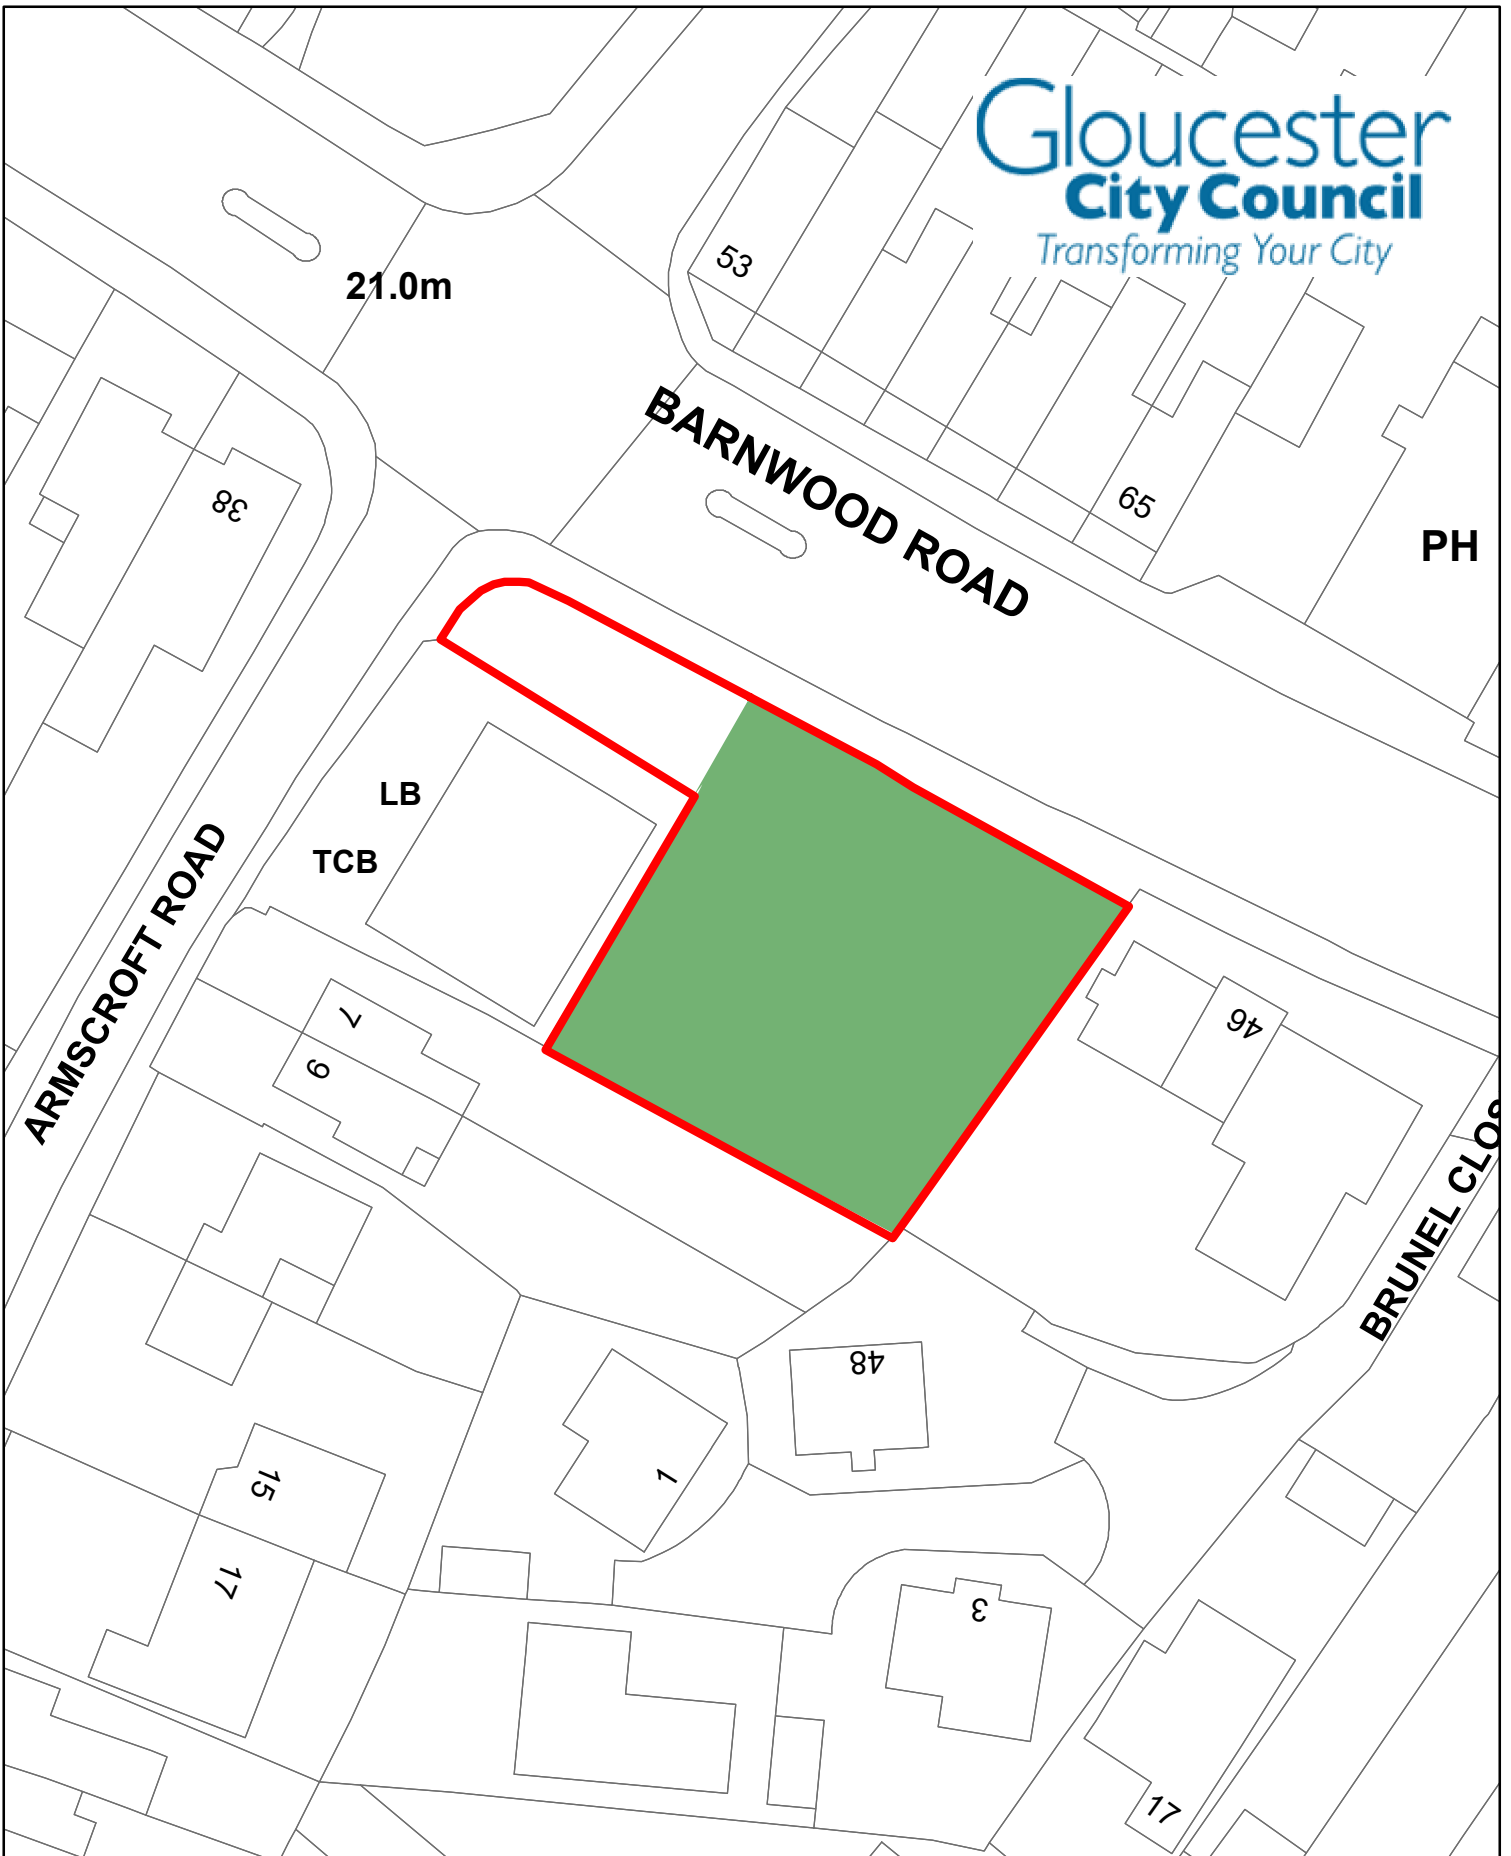 Gloucester
City Council
Transforming Your City
53
21.0m
BARNWOOD ROAD
38
65
PH
LB
TCB
ARMSCROFT ROAD
7
9
46
BRUNEL CLOS
48
15
1
17
3
17